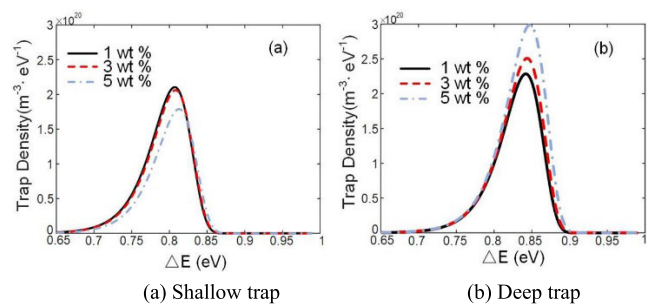 3 ×10²⁰
(a)
1 wt %
3 wt %
5 wt %
2.5
2
1.5
1
0.5
0
Trap Density(m⁻³· eV⁻¹)
0.65 0.7 0.75 0.8 0.85 0.9 0.95 1
△E (eV)
(a) Shallow trap
3 ×10²⁰
(b)
1 wt %
3 wt %
5 wt %
2.5
2
1.5
1
0.5
0
Trap Density(m⁻³· eV⁻¹)
0.65 0.7 0.75 0.8 0.85 0.9 0.95 1
△E (eV)
(b) Deep trap